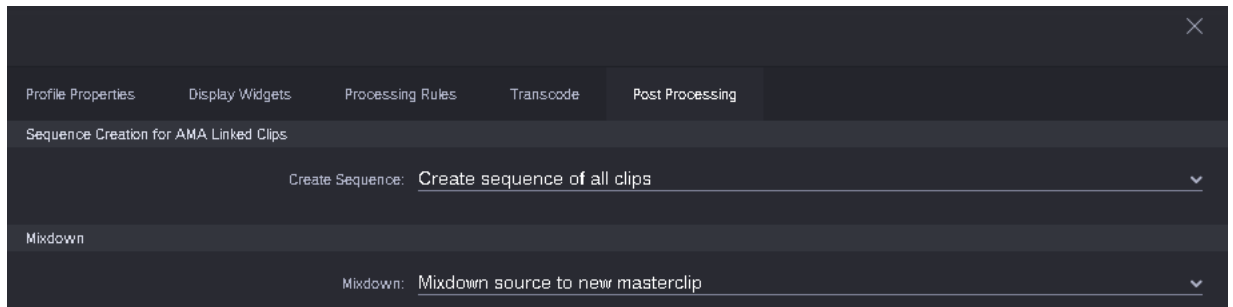 Profile Properties Display Widgets Processing Rules Transcode Post Processing
Sequence Creation for AMA Linked Clips
Create Sequence: Create sequence of all clips
Mixdown
Mixdown: Mixdown source to new masterclip